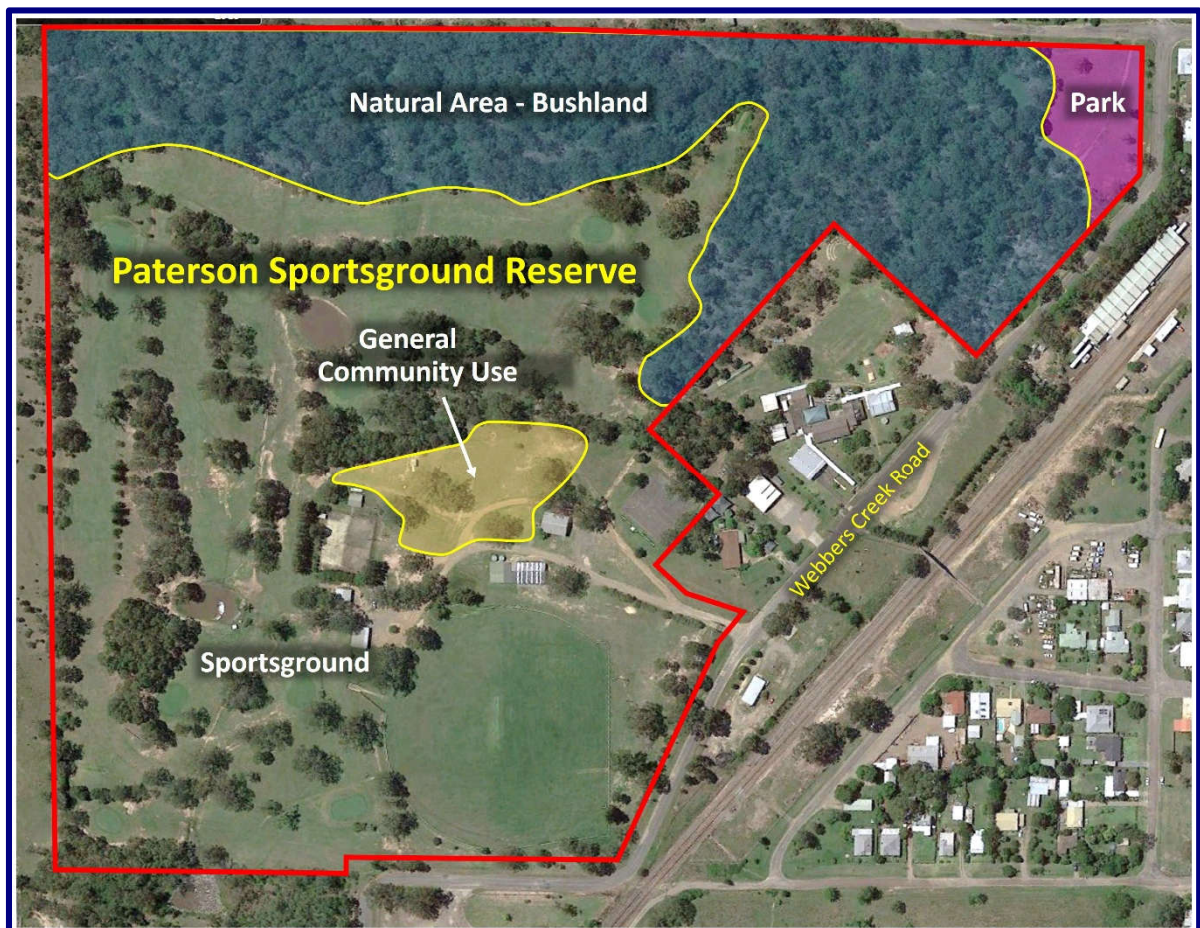 Natural Area - Bushland
Park
Paterson Sportsground Reserve
General
Community Use
Webbers Creek Road
Sportsground